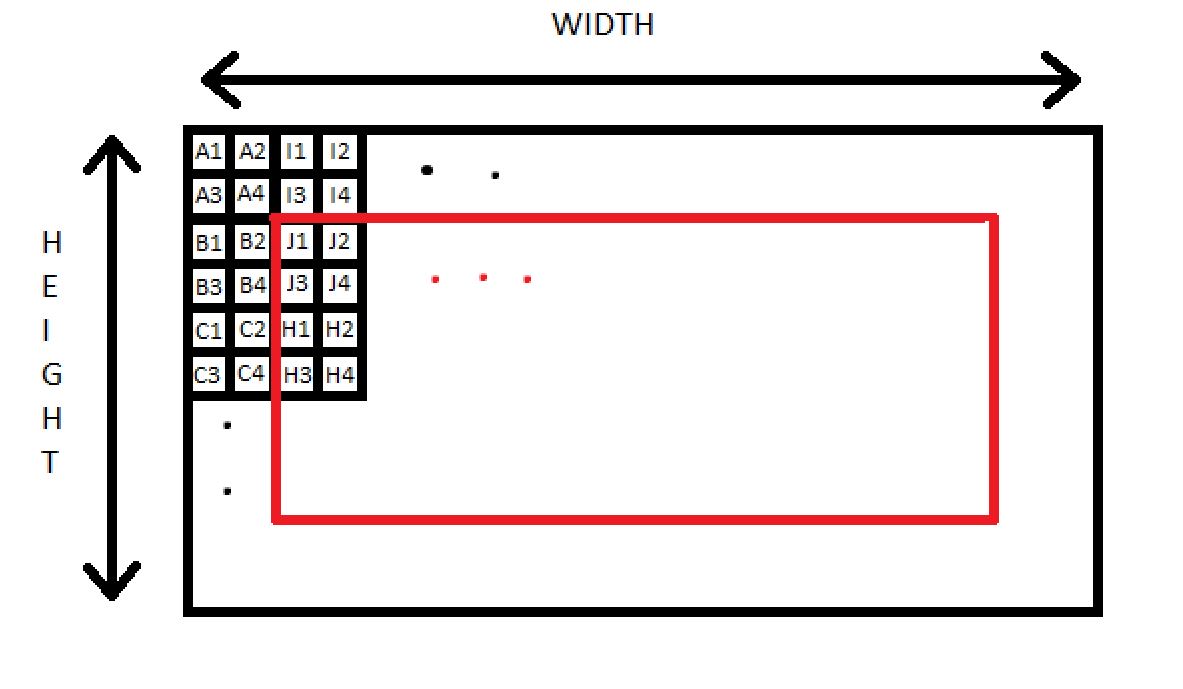 WIDTH
H
E
I
G
H
T
A1 A2 I1 I2
A3 A4 I3 I4
B1 B2 J1 J2
B3 B4 J3 J4
C1 C2 H1 H2
C3 C4 H3 H4